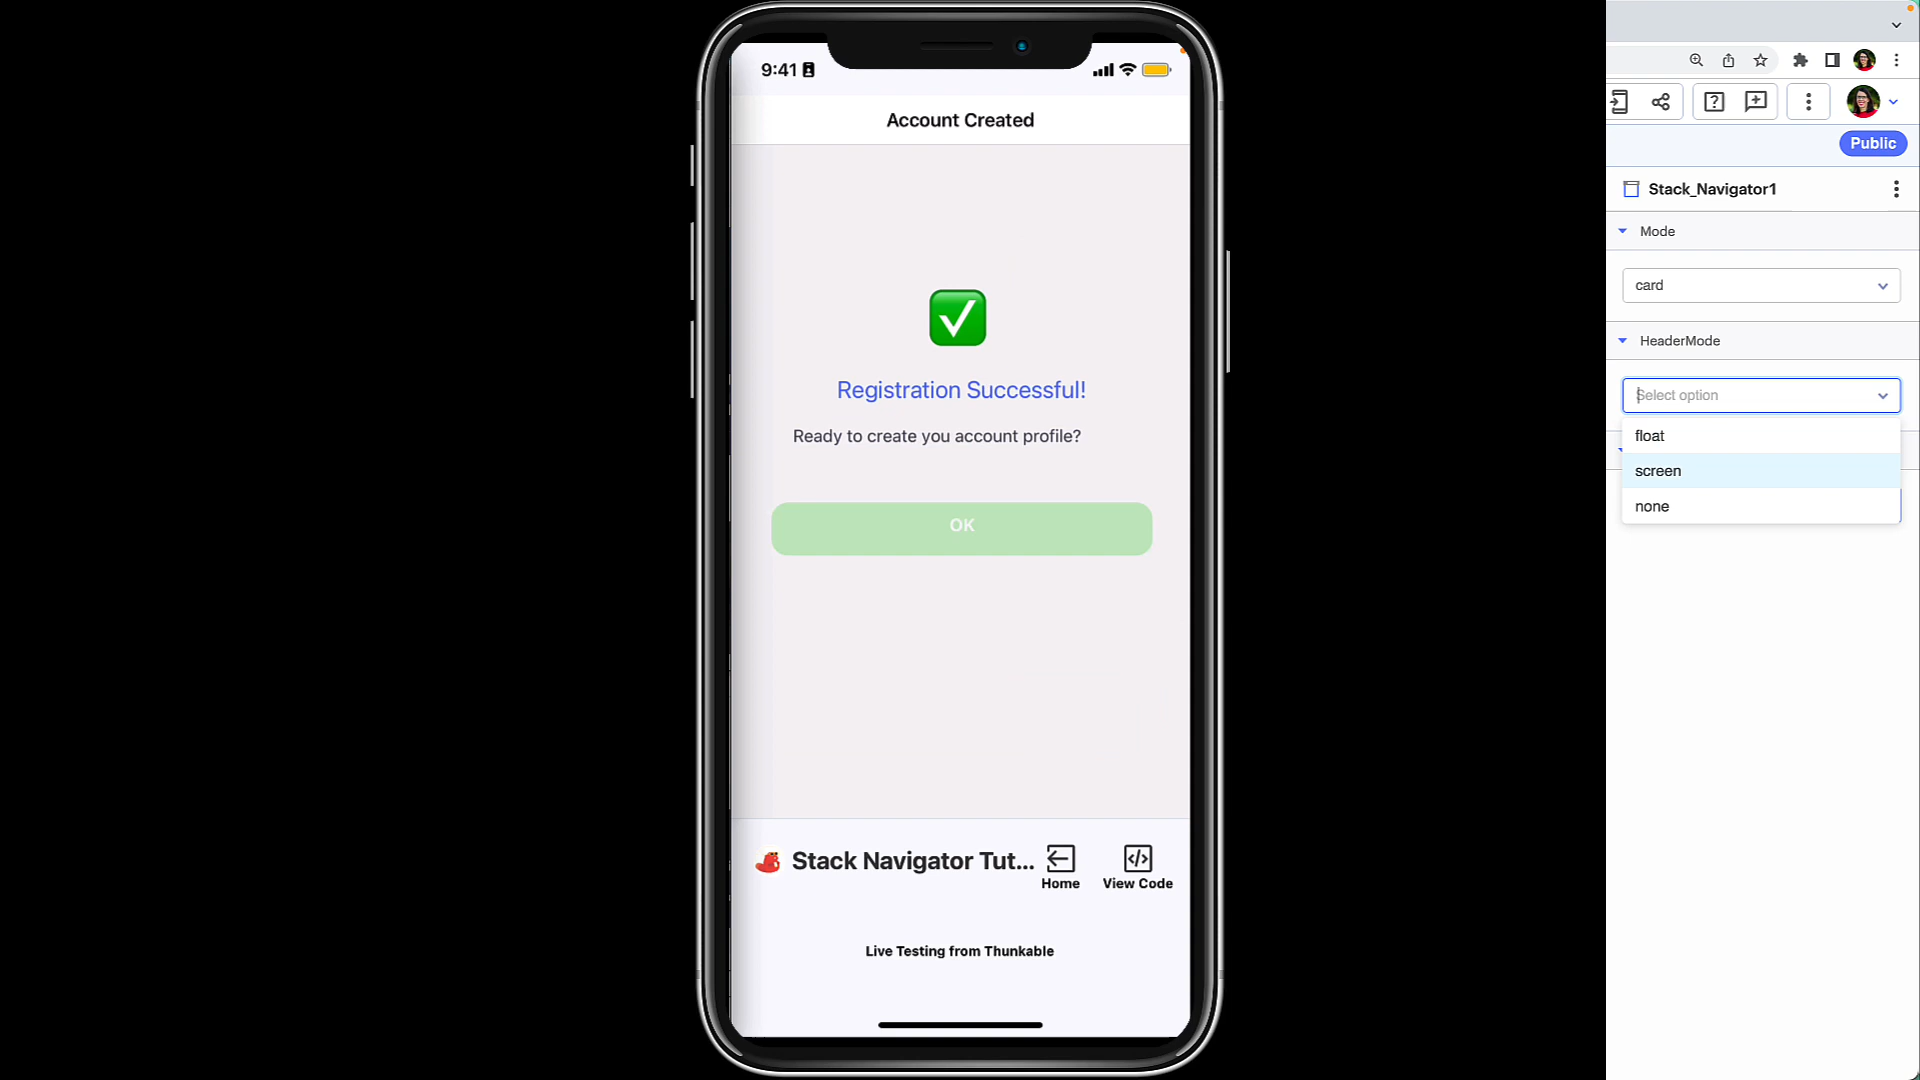 9:41
Account Created
Registration Successful!
Ready to create you account profile?
OK
Stack Navigator Tut...
Home
View Code
Live Testing from Thunkable
Public
Stack_Navigator1
Mode
card
HeaderMode
Select option
float
screen
none